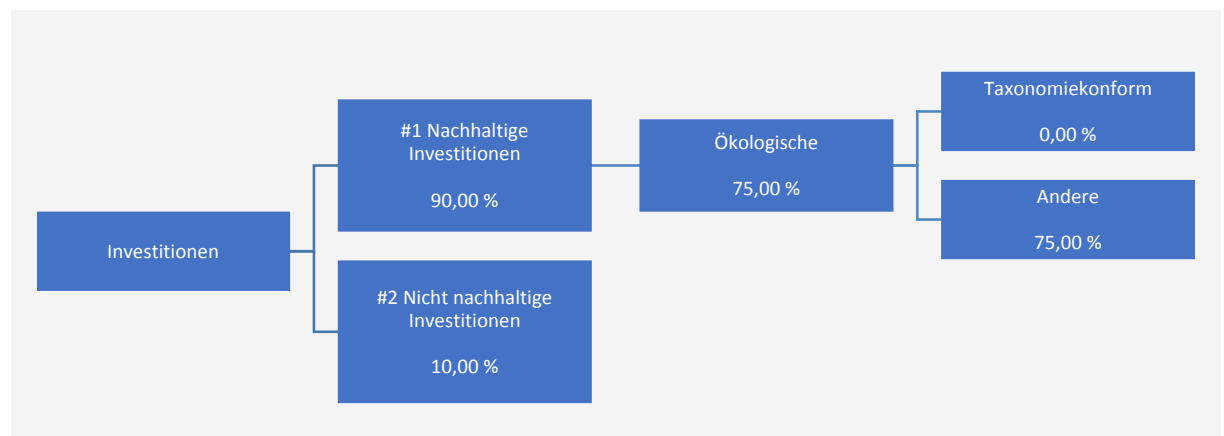 Investitionen
#1 Nachhaltige
Investitionen
90,00 %
#2 Nicht nachhaltige
Investitionen
10,00 %
Ökologische
75,00 %
Taxonomiekonform
0,00 %
Andere
75,00 %